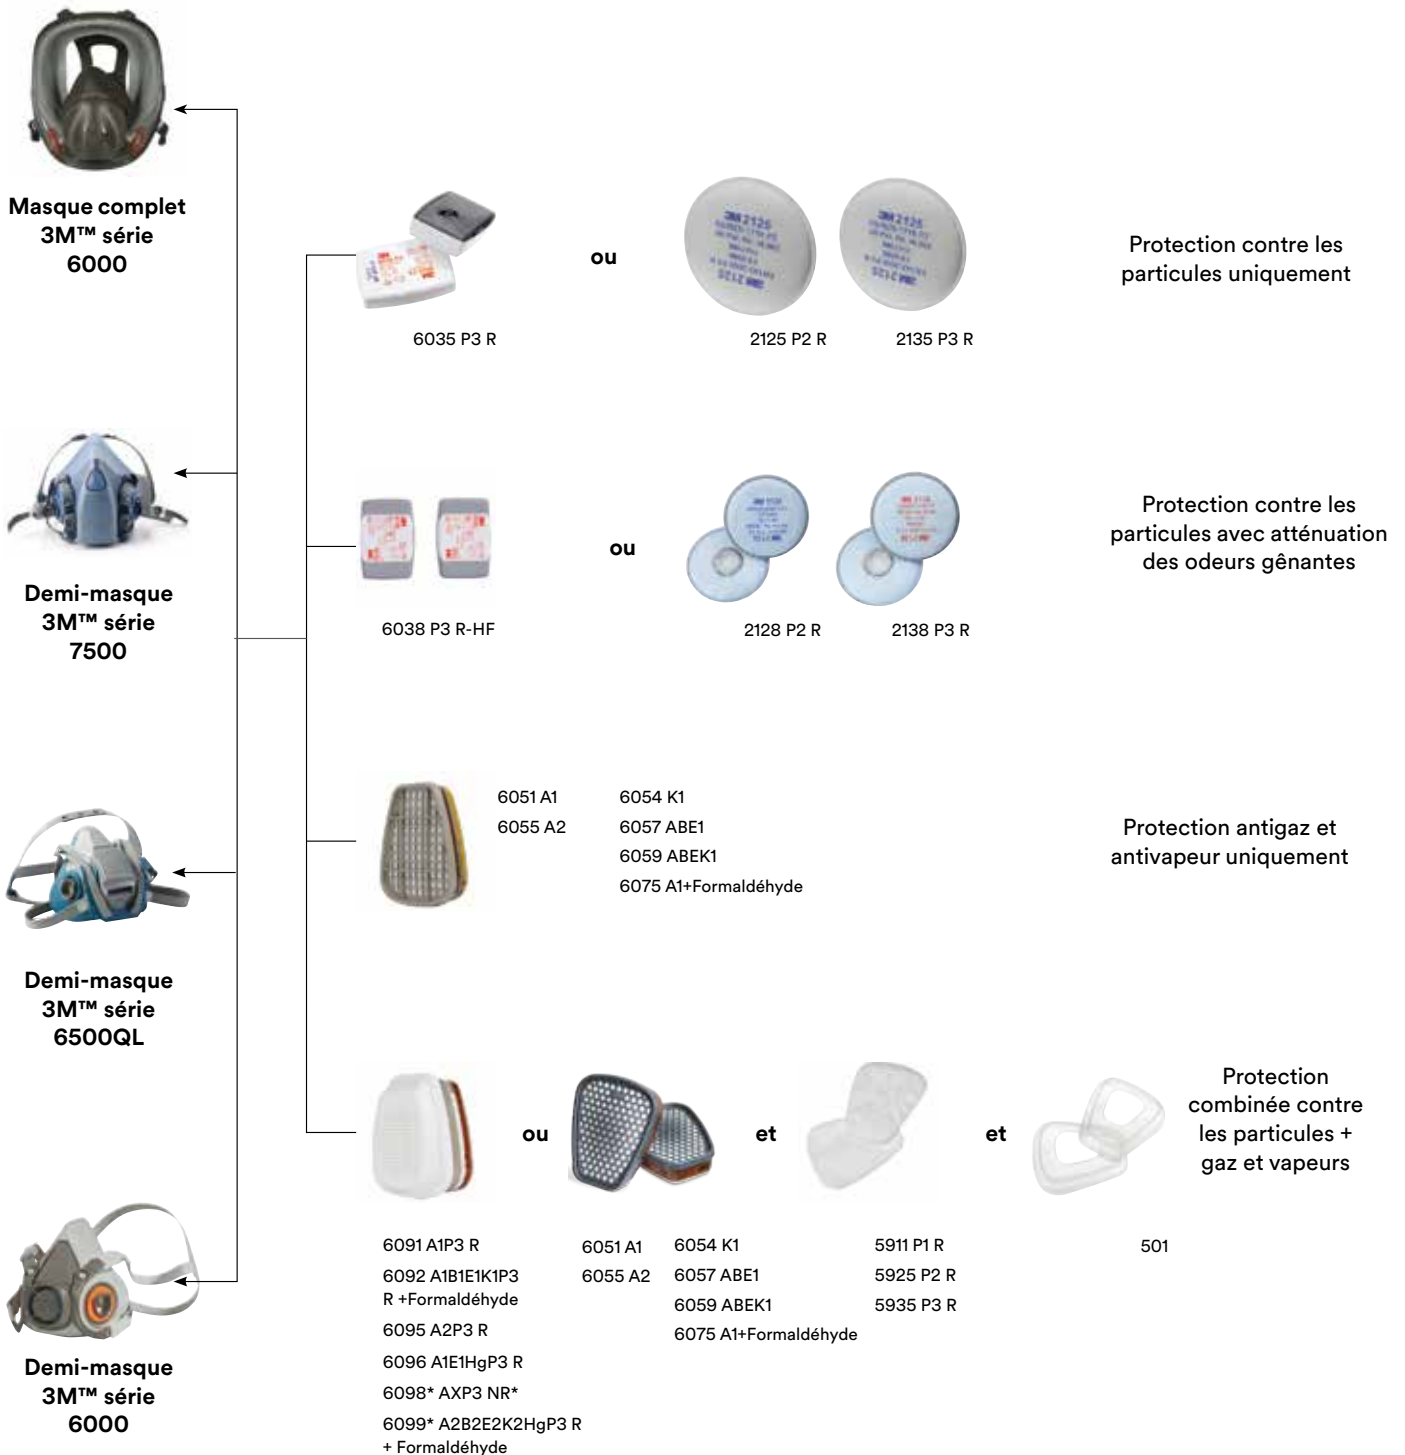 Masque complet
3M™ série
6000
6035 P3 R
ou
3M 2125
3M 2125
2125 P2 R
2135 P3 R
Protection contre les
particules uniquement
Demi-masque
3M™ série
7500
6038 P3 R-HF
ou
2128 P2 R
2138 P3 R
Protection contre les
particules avec atténuation
des odeurs gênantes
6051 A1
6055 A2
6054 K1
6057 ABE1
6059 ABEK1
6075 A1+Formaldéhyde
Protection antigaz et
antivapeur uniquement
Demi-masque
3M™ série
6500QL
ou
et
et
Protection
combinée contre
les particules +
gaz et vapeurs
6091 A1P3 R
6092 A1B1E1K1P3
R +Formaldéhyde
6095 A2P3 R
6096 A1E1HgP3 R
6098* AXP3 NR*
6099* A2B2E2K2HgP3 R
+ Formaldéhyde
6051 A1
6055 A2
6054 K1
6057 ABE1
6059 ABEK1
6075 A1+Formaldéhyde
5911 P1 R
5925 P2 R
5935 P3 R
501
Demi-masque
3M™ série
6000